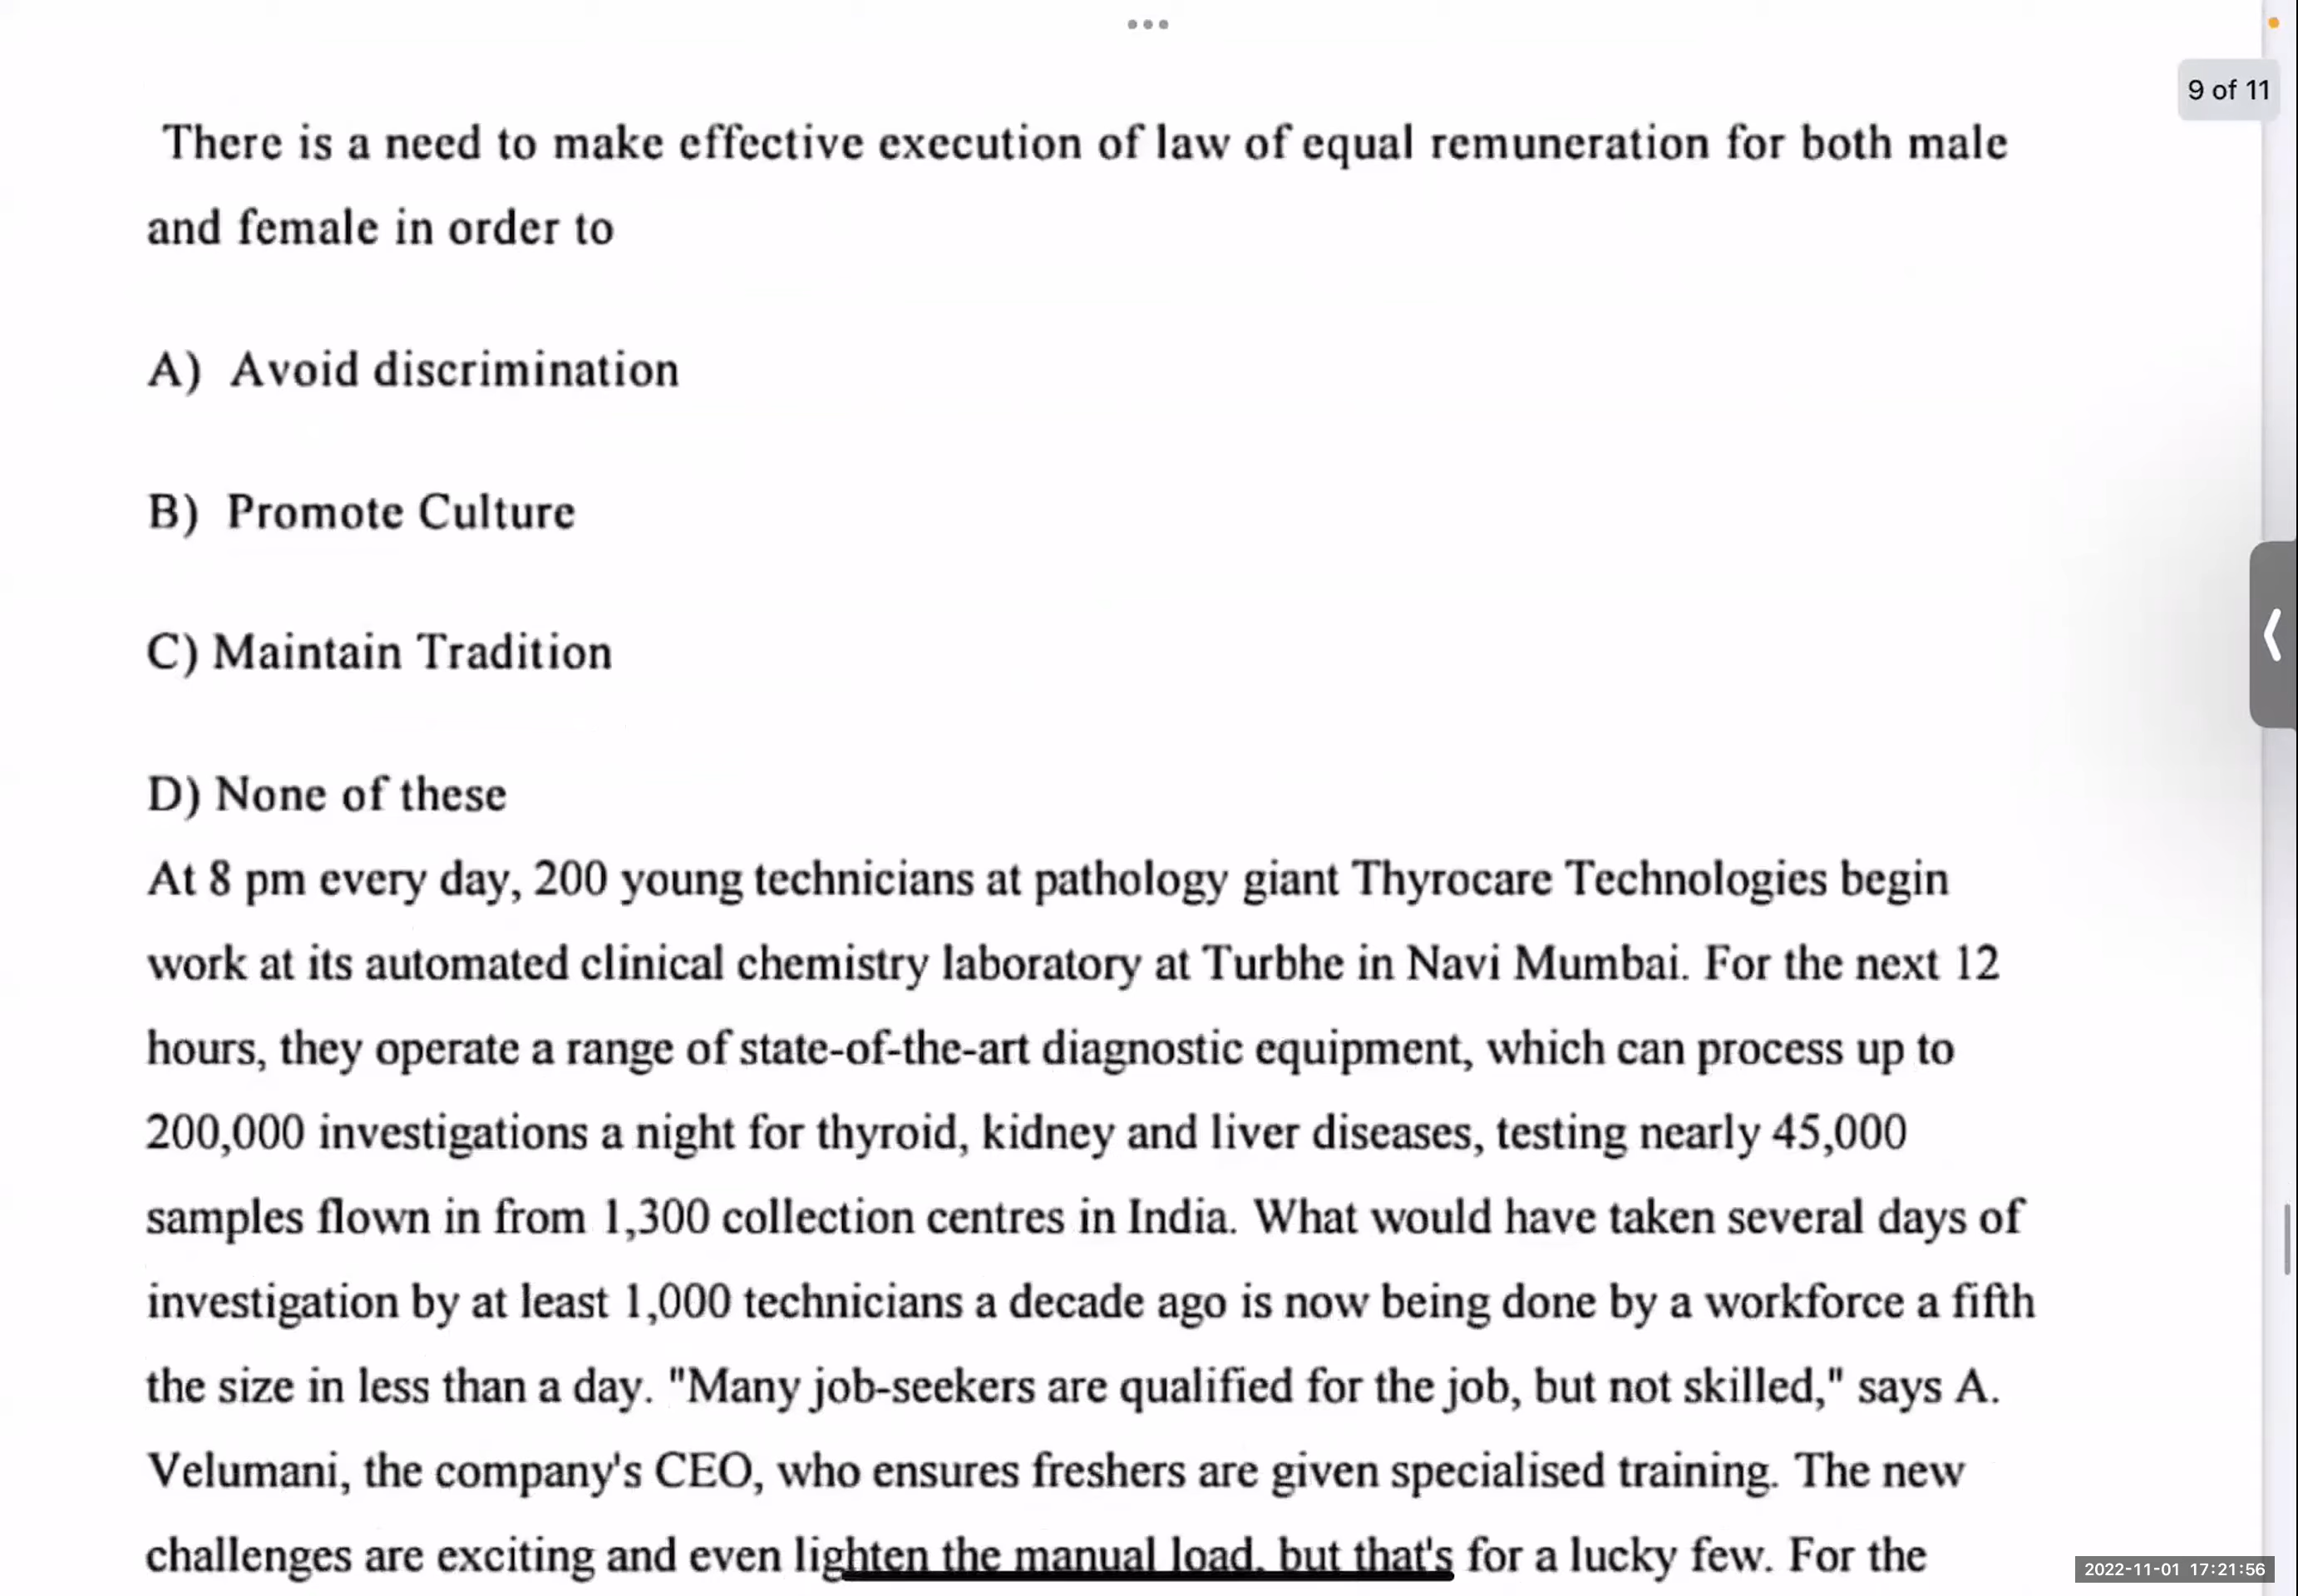 9 of 11
There is a need to make effective execution of law of equal remuneration for both male
and female in order to
A) Avoid discrimination
B) Promote Culture
C) Maintain Tradition
D) None of these
At 8 pm every day, 200 young technicians at pathology giant Thyrocare Technologies begin
work at its automated clinical chemistry laboratory at Turbhe in Navi Mumbai. For the next 12
hours, they operate a range of state-of-the-art diagnostic equipment, which can process up to
200,000 investigations a night for thyroid, kidney and liver diseases, testing nearly 45,000
samples flown in from 1,300 collection centres in India. What would have taken several days of
investigation by at least 1,000 technicians a decade ago is now being done by a workforce a fifth
the size in less than a day. "Many job-seekers are qualified for the job, but not skilled," says A.
Velumani, the company's CEO, who ensures freshers are given specialised training. The new
challenges are exciting and even lighten the manual load, but that's for a lucky few. For the
2022-11-01 17:21:56